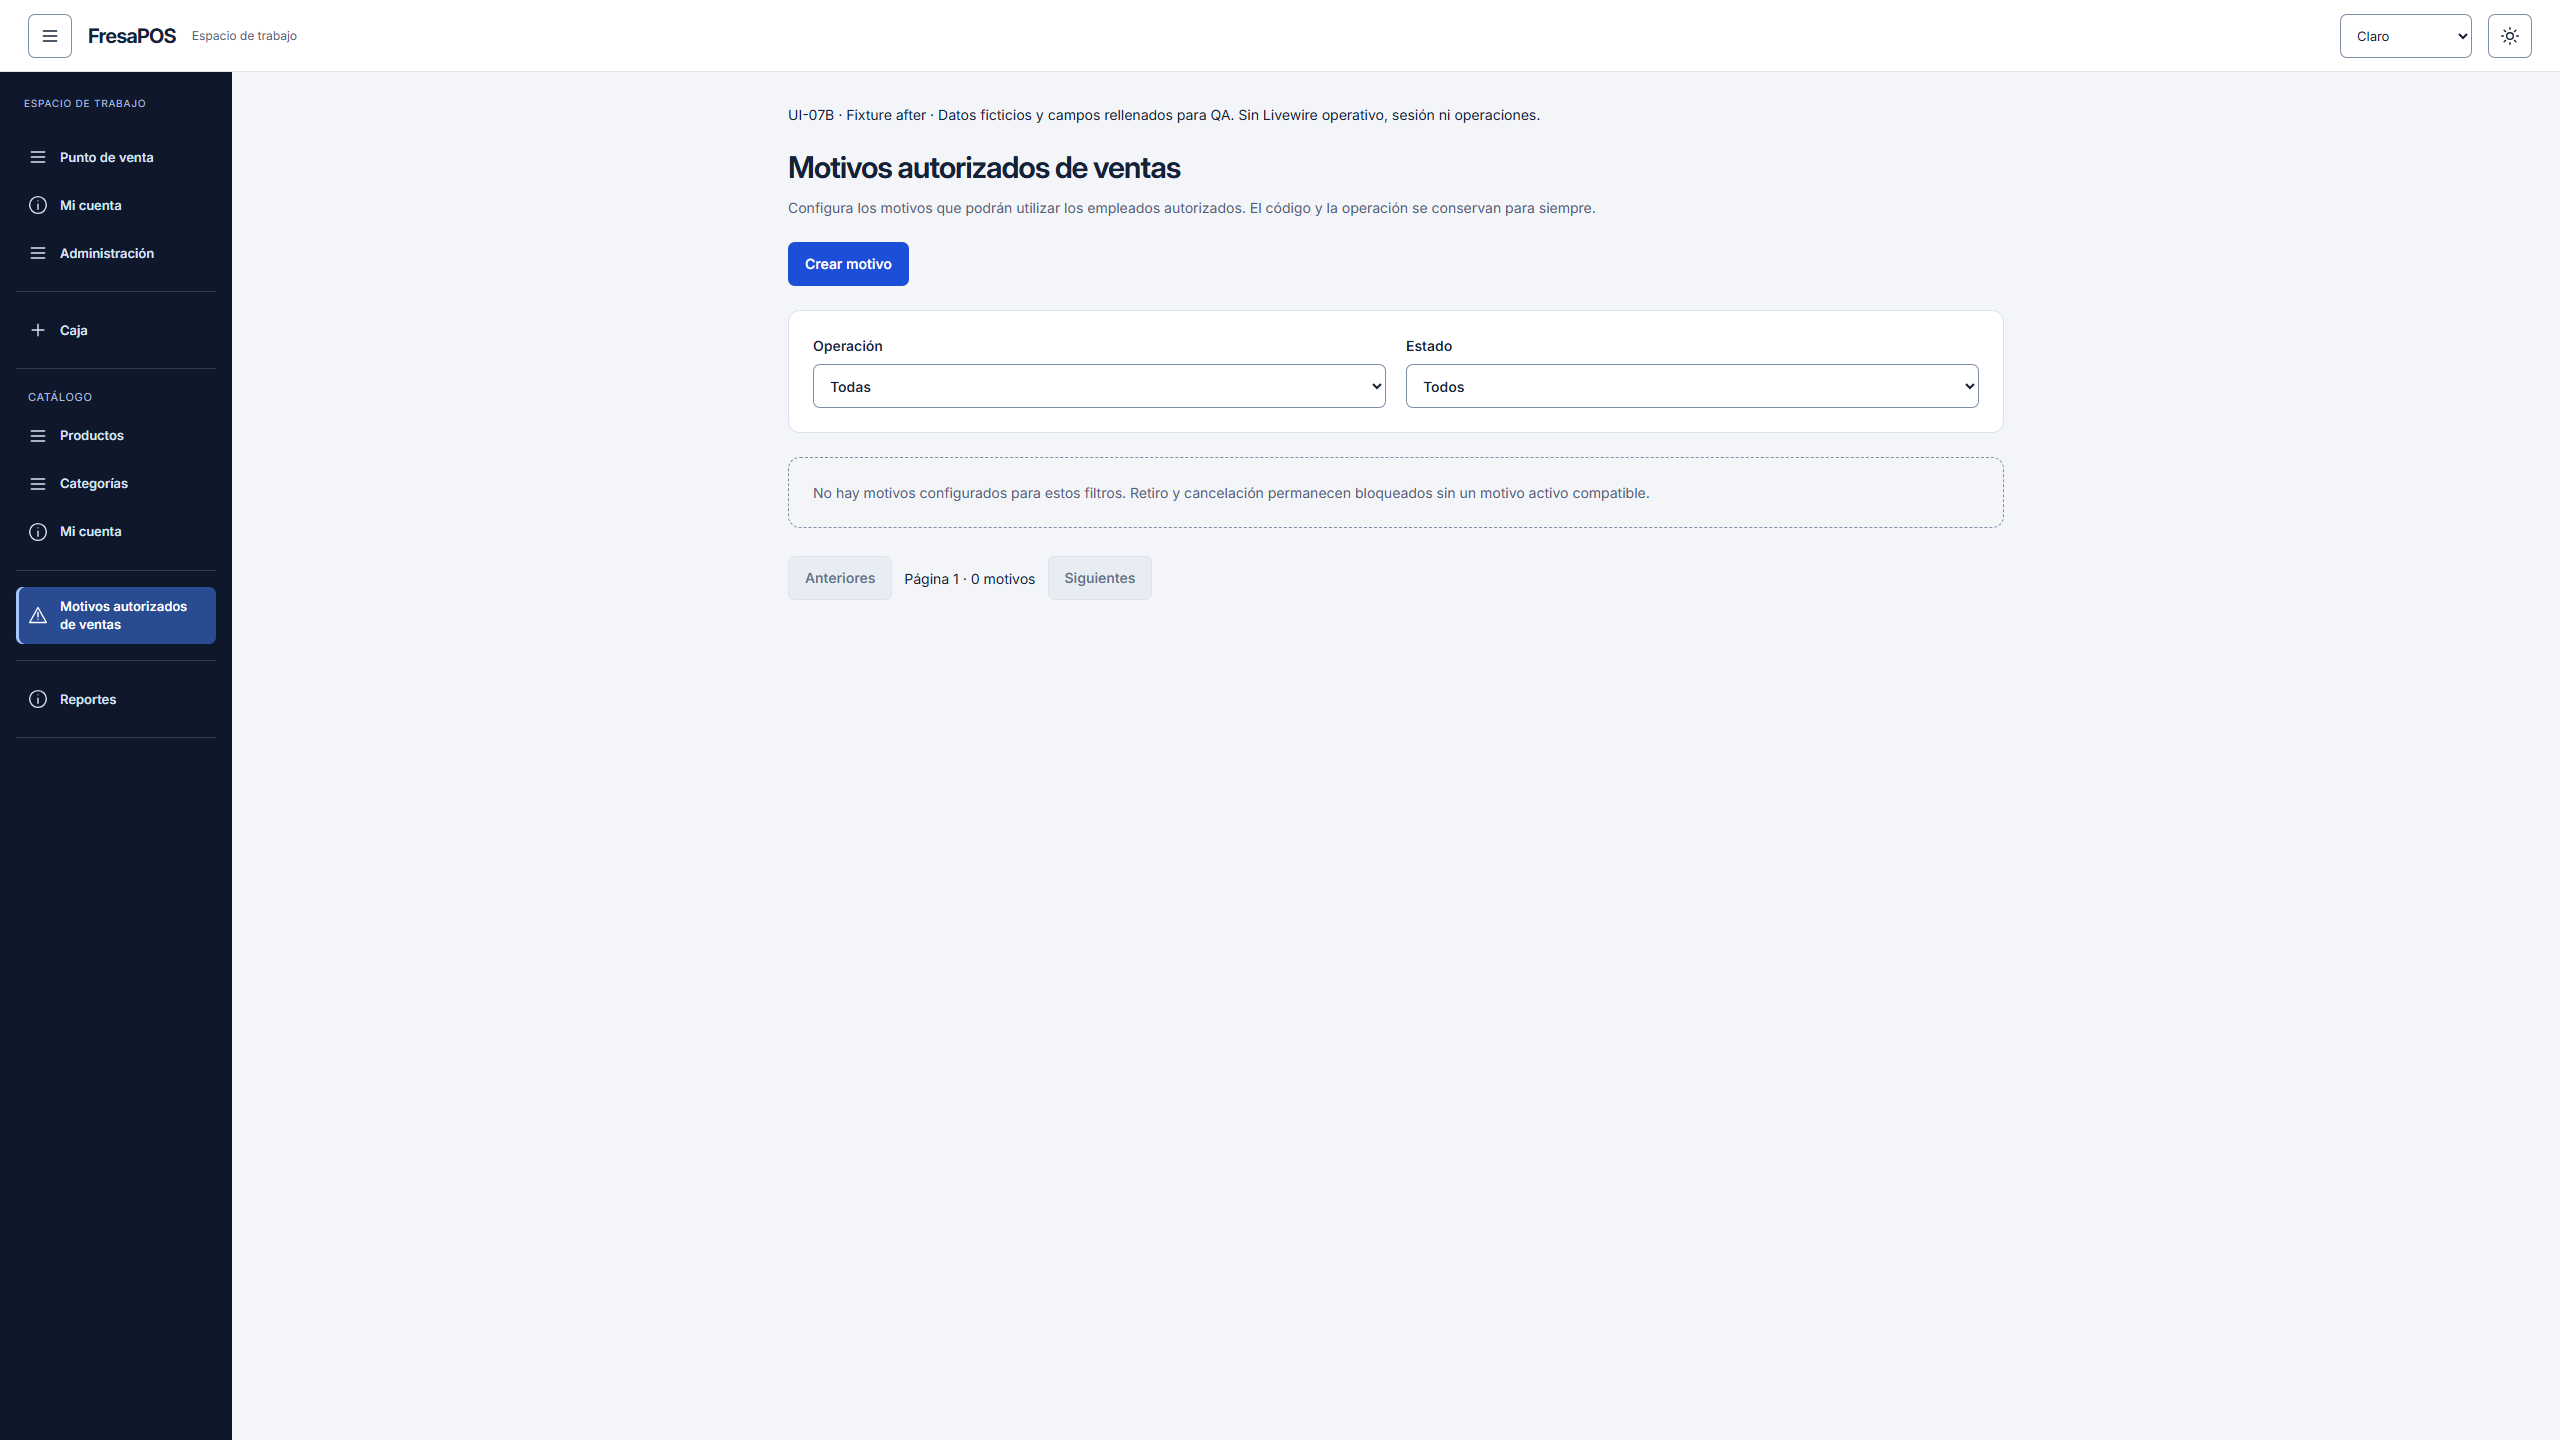 FresaPOS
Espacio de trabajo
Claro
ESPACIO DE TRABAJO
Punto de venta
Mi cuenta
Administración
Caja
CATÁLOGO
Productos
Categorías
Mi cuenta
Motivos autorizados
de ventas
Reportes
UI-07B · Fixture after · Datos ficticios y campos rellenados para QA. Sin Livewire operativo, sesión ni operaciones.
Motivos autorizados de ventas
Configura los motivos que podrán utilizar los empleados autorizados. El código y la operación se conservan para siempre.
Crear motivo
Operación
Todas
Estado
Todos
No hay motivos configurados para estos filtros. Retiro y cancelación permanecen bloqueados sin un motivo activo compatible.
Anteriores
Página 1 · 0 motivos
Siguientes